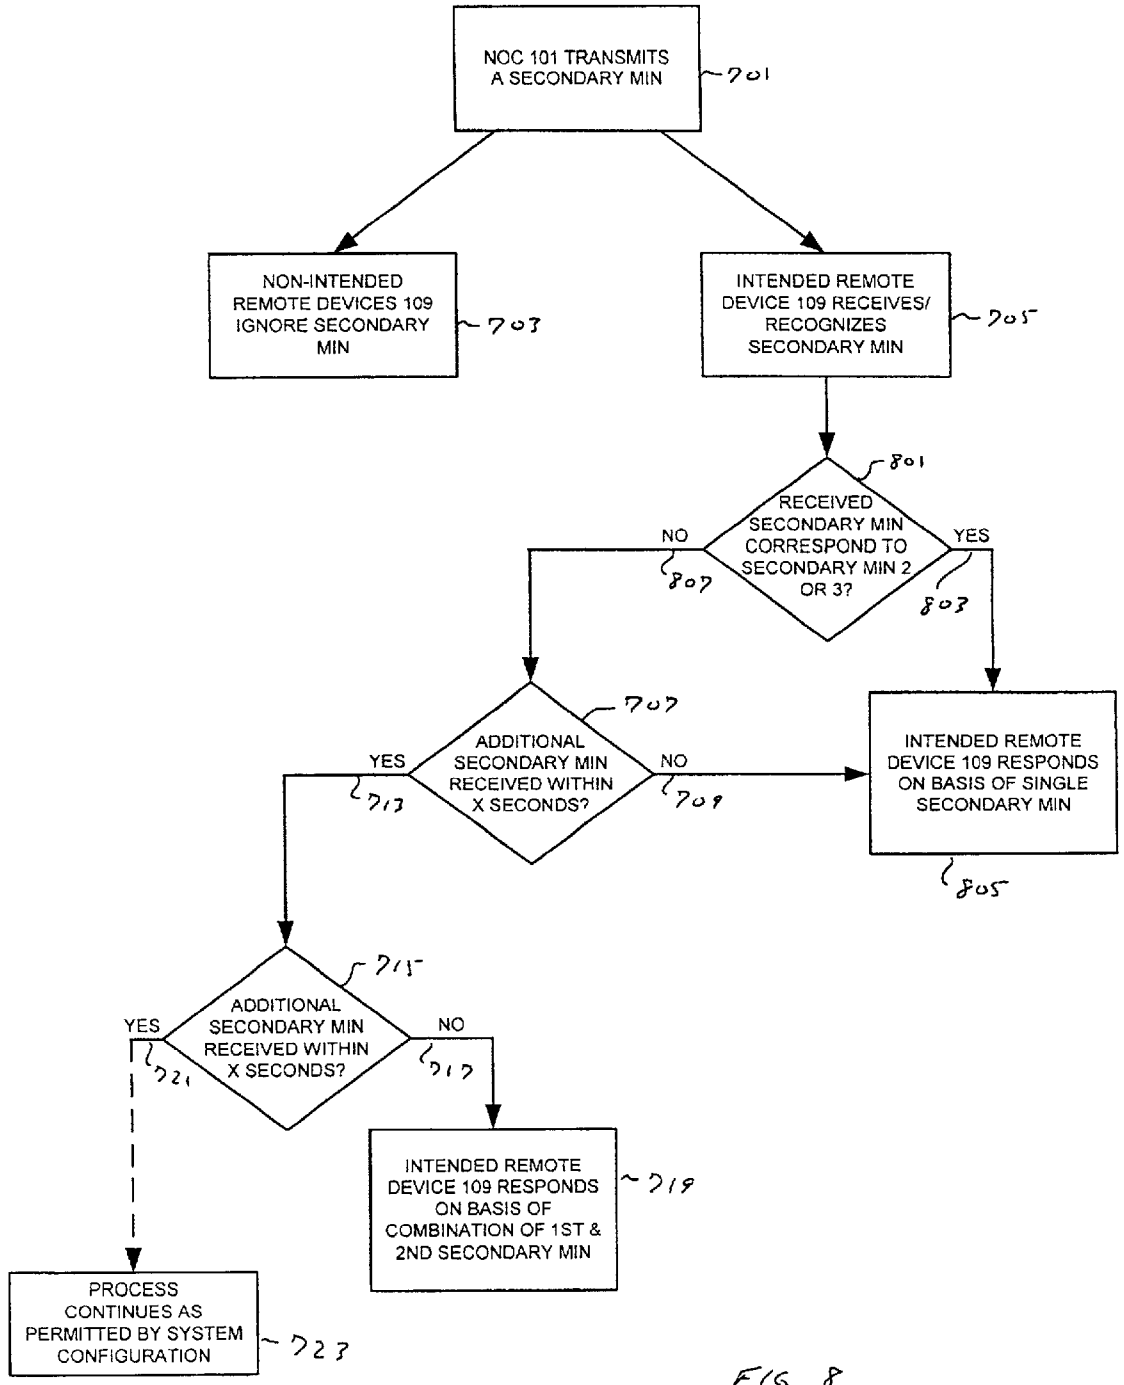 NOC 101 TRANSMITS
A SECONDARY MIN
701
NON-INTENDED
REMOTE DEVICES 109
IGNORE SECONDARY
MIN
703
INTENDED REMOTE
DEVICE 109 RECEIVES/
RECOGNIZES
SECONDARY MIN
705
801
RECEIVED
SECONDARY MIN
CORRESPOND TO
SECONDARY MIN 2
OR 3?
NO
807
YES
803
707
ADDITIONAL
SECONDARY MIN
RECEIVED WITHIN
X SECONDS?
YES
713
NO
709
INTENDED REMOTE
DEVICE 109 RESPONDS
ON BASIS OF SINGLE
SECONDARY MIN
805
715
ADDITIONAL
SECONDARY MIN
RECEIVED WITHIN
X SECONDS?
YES
721
NO
717
INTENDED REMOTE
DEVICE 109 RESPONDS
ON BASIS OF
COMBINATION OF 1ST &
2ND SECONDARY MIN
719
PROCESS
CONTINUES AS
PERMITTED BY SYSTEM
CONFIGURATION
723
FIG. 8